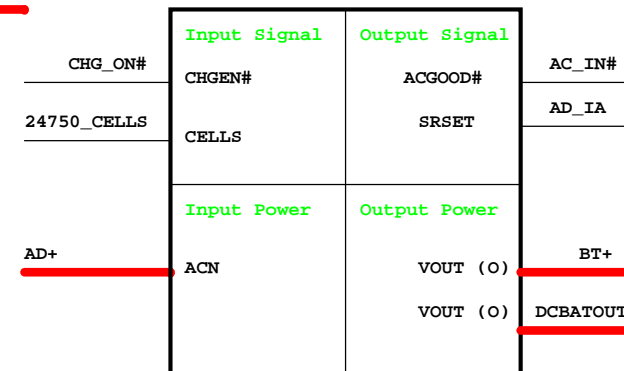 Input Signal Output Signal
CHG_ON# CHGEN# ACGOOD# AC_IN#
24750_CELLS CELLS SRSET AD_IA
Input Power Output Power
AD+ ACN VOUT (O) BT+
VOUT (O) DCBATOUT